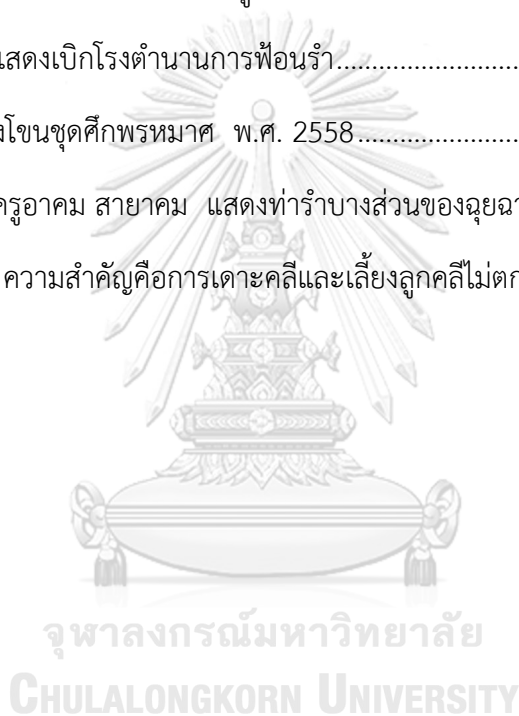 แสดงเบิกโรงตำนานการฟ้อนรำ........................
งโขนชุดศึกพรหมาศ พ.ศ. 2558.....................
ครูอาคม สายาคม แสดงท่ารำบางส่วนของฉุยฉา
ความสำคัญคือการเดาะคลีและเลี้ยงลูกคลีไม่ตก
จุฬาลงกรณ์มหาวิทยาลัย
CHULALONGKORN UNIVERSITY